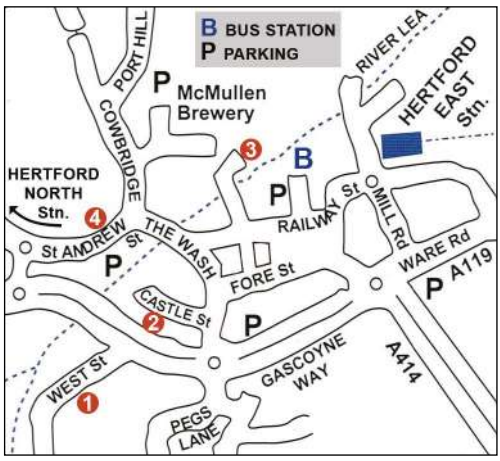 B BUS STATION
P PARKING
RIVER LEA
PORT HILL
P
McMullen
Brewery
HERTFORD
EAST
Stn.
COWBRIDGE
3
B
HERTFORD
NORTH
Stn.
4
P
RAILWAY St
MILL Rd
St ANDREW St
THE WASH
P
FORE St
WARE Rd
A119
P
CASTLE St
2
P
GASCOYNE
WAY
A414
WEST St
1
PEGS
LANE